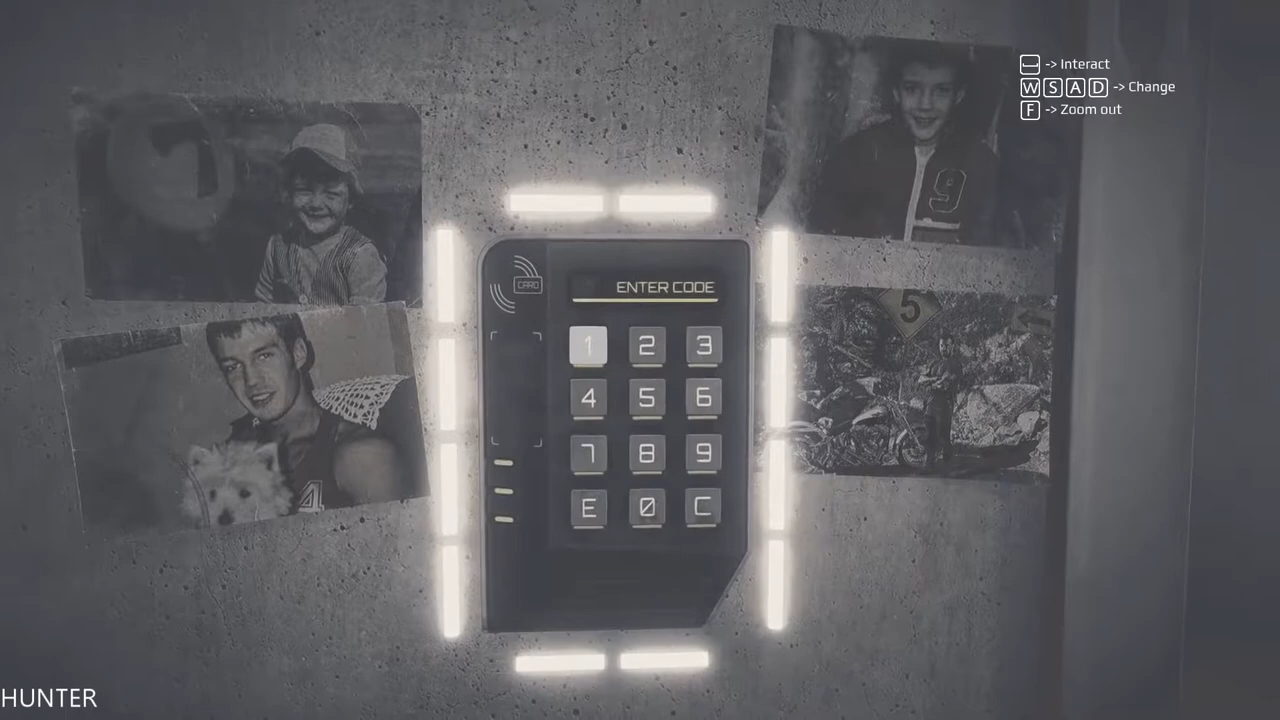 -> Interact
W S A D -> Change
F -> Zoom out
9
CARD
ENTER CODE
1 2 3
4 5 6
7 8 9
E 0 C
5
4
HUNTER